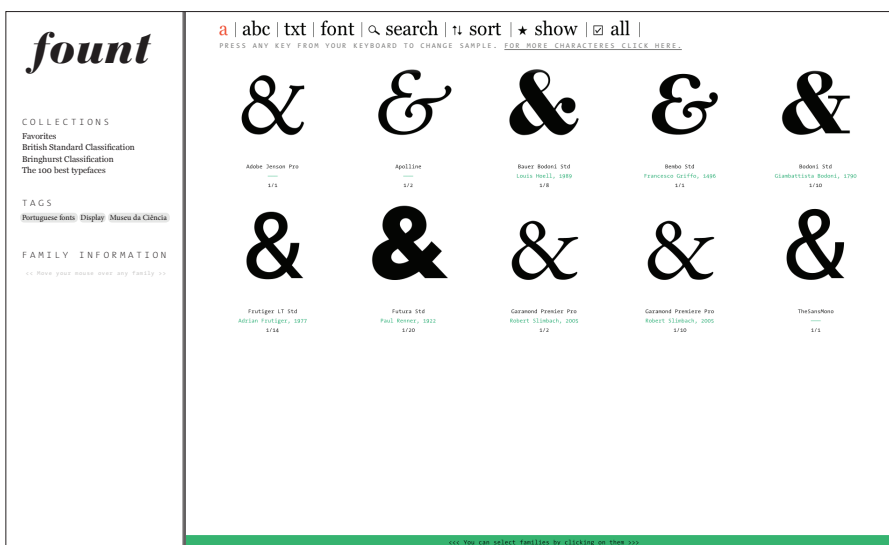 fount
COLLECTIONS
Favorites
British Standard Classification
Bringhurst Classification
The 100 best typefaces
TAGS
Portuguese fonts Display Museu da Ciência
FAMILY INFORMATION
<< Move your mouse over any family >>
a | abc | txt | font | search | ↑↓ sort | ★ show | ☑ all |
PRESS ANY KEY FROM YOUR KEYBOARD TO CHANGE SAMPLE. FOR MORE CHARACTERES CLICK HERE.
& & & & &
Adobe Jenson Pro Apolline Bauer Bodoni Std Bembo Std Bodoni Std
—— —— Louis Hoell, 1989 Francesco Griffo, 1496 Giambattista Bodoni, 1790
1/1 1/2 1/8 1/1 1/10
& & & & &
Frutiger LT Std Futura Std Garamond Premier Pro Garamond Premiere Pro TheSansMono
Adrian Frutiger, 1977 Paul Renner, 1922 Robert Slimbach, 2005 Robert Slimbach, 2005 ——
1/14 1/20 1/2 1/10 1/1
<<< You can select families by clicking on them >>>